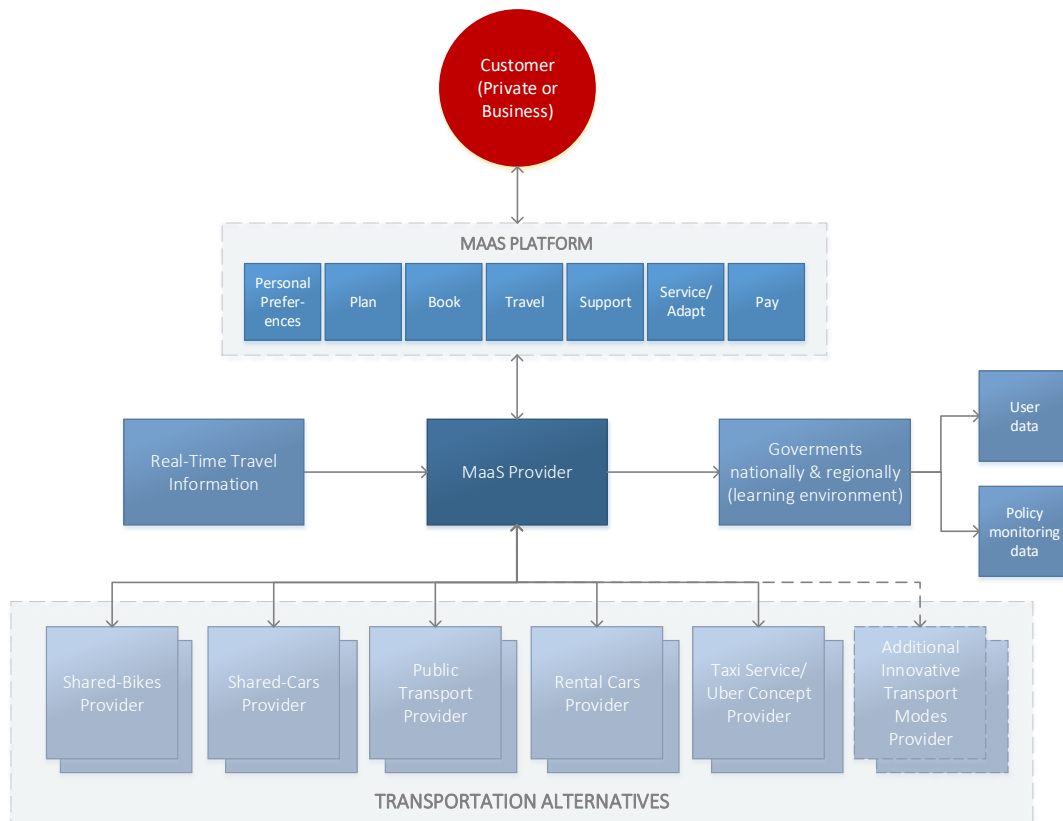 Customer
(Private or
Business)
MAAS PLATFORM
Personal
Prefer-
ences
Plan
Book
Travel
Support
Service/
Adapt
Pay
Real-Time Travel
Information
MaaS Provider
Goverments
nationally & regionally
(learning environment)
User
data
Policy
monitoring
data
Shared-Bikes
Provider
Shared-Cars
Provider
Public
Transport
Provider
Rental Cars
Provider
Taxi Service/
Uber Concept
Provider
Additional
Innovative
Transport
Modes
Provider
TRANSPORTATION ALTERNATIVES